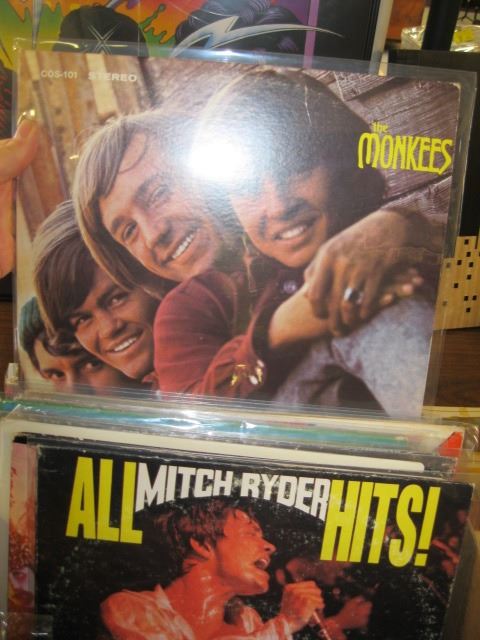 COS-101 STEREO
the
MONKEES
ALL MITCH RYDER HITS!